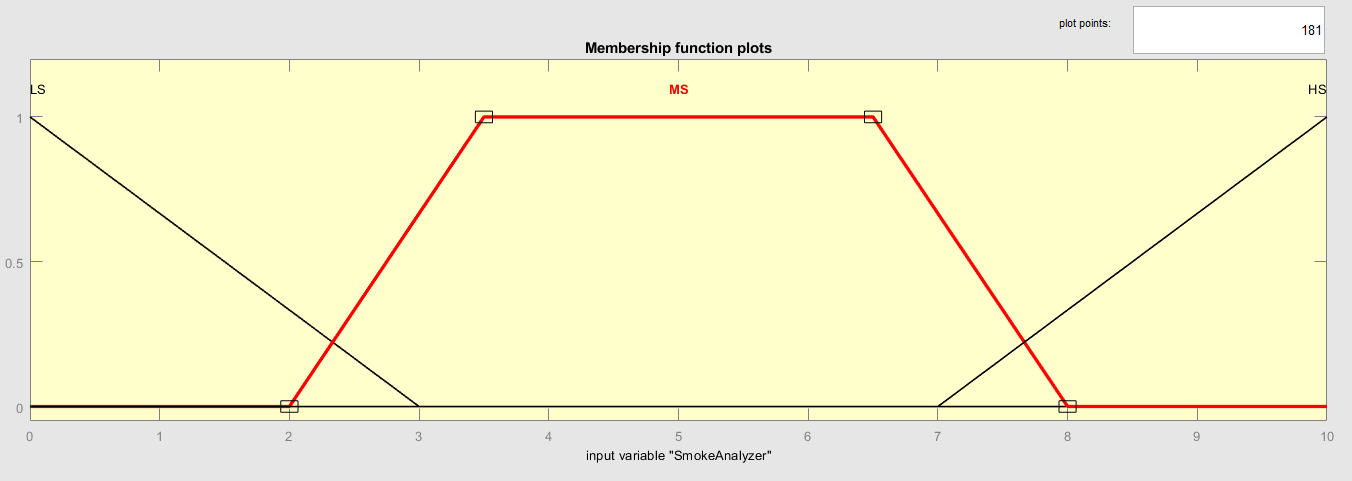 plot points:
181
Membership function plots
LS
MS
HS
1
0.5
0
0 1 2 3 4 5 6 7 8 9 10
input variable "SmokeAnalyzer"